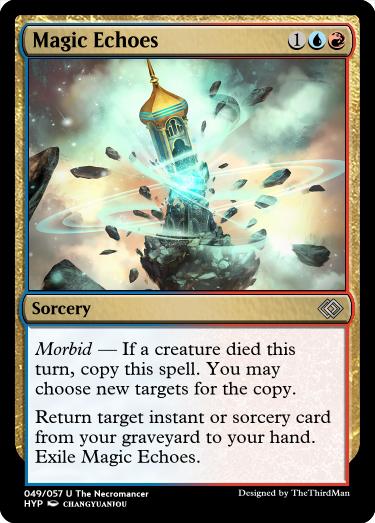 Magic Echoes 1
Sorcery
Morbid — If a creature died this
turn, copy this spell. You may
choose new targets for the copy.
Return target instant or sorcery card
from your graveyard to your hand.
Exile Magic Echoes.
049/057 U The Necromancer Designed by TheThirdMan
HYP CHANGYUANJOU